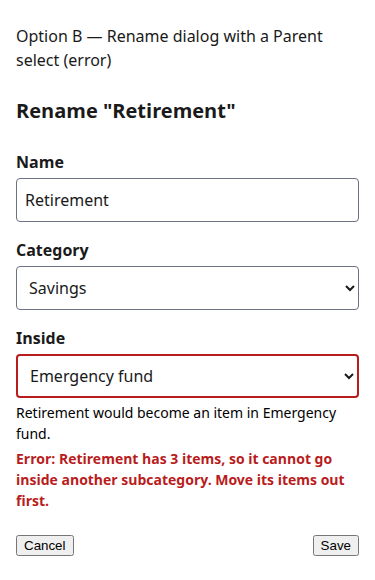 Option B — Rename dialog with a Parent
select (error)
Rename "Retirement"
Name
Retirement
Category
Savings
Inside
Emergency fund
Retirement would become an item in Emergency
fund.
Error: Retirement has 3 items, so it cannot go
inside another subcategory. Move its items out
first.
Cancel
Save